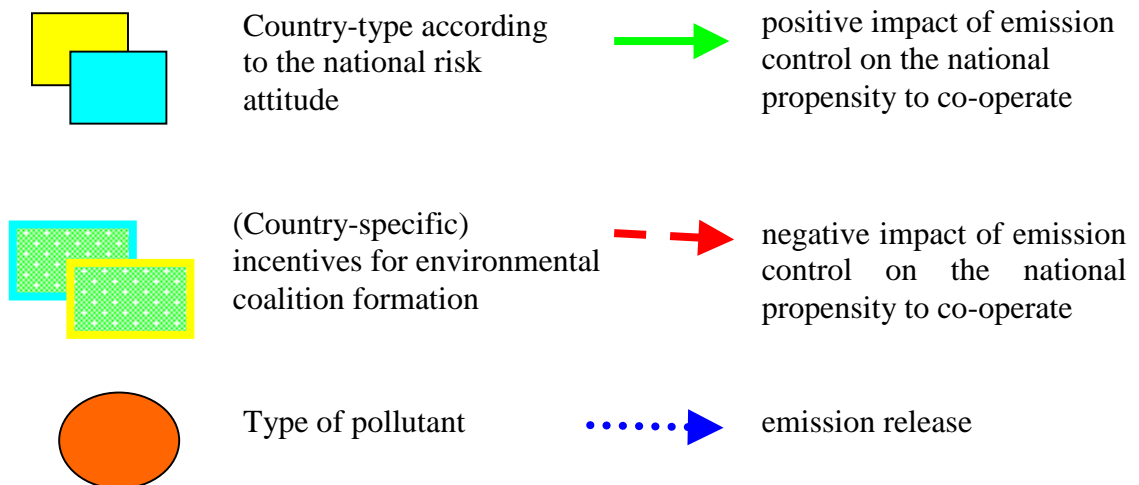 Country-type according
to the national risk
attitude
positive impact of emission
control on the national
propensity to co-operate
(Country-specific)
incentives for environmental
coalition formation
negative impact of emission
control on the national
propensity to co-operate
Type of pollutant
emission release